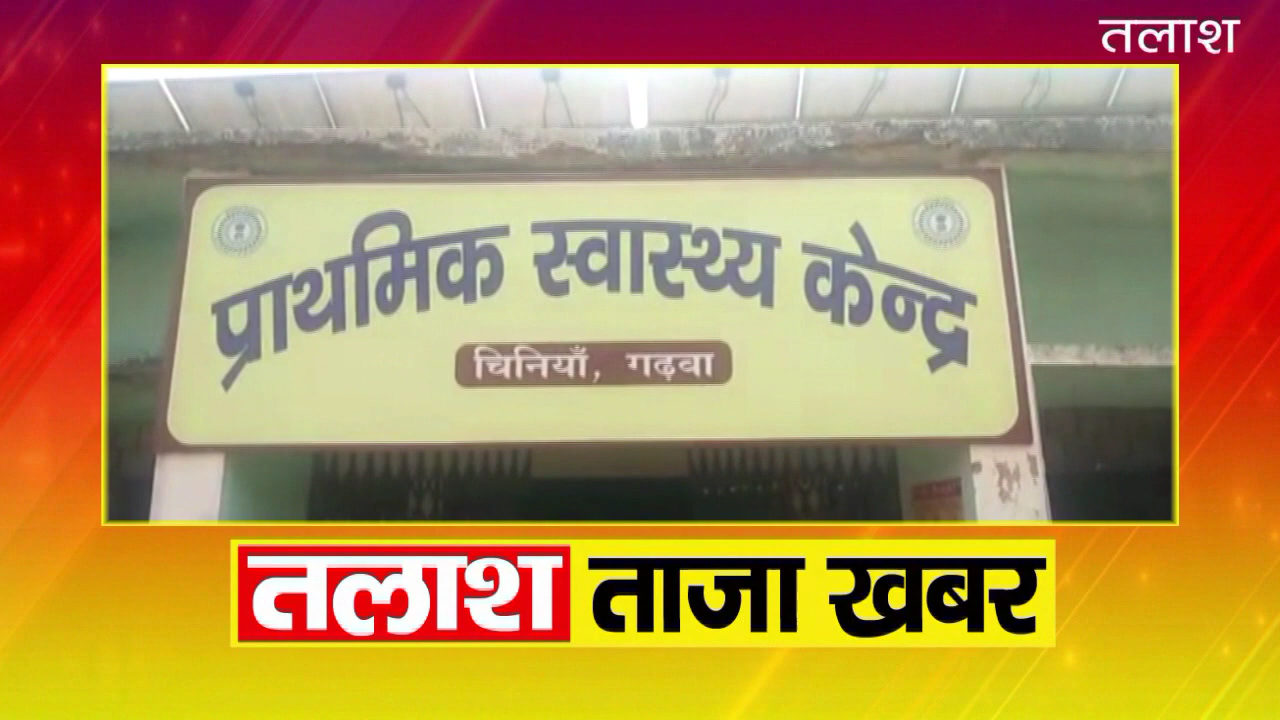 तलाश
प्राथमिक स्वास्थ्य केन्द्र
चिनियाँ, गढ़वा
तलाश ताजा खबर